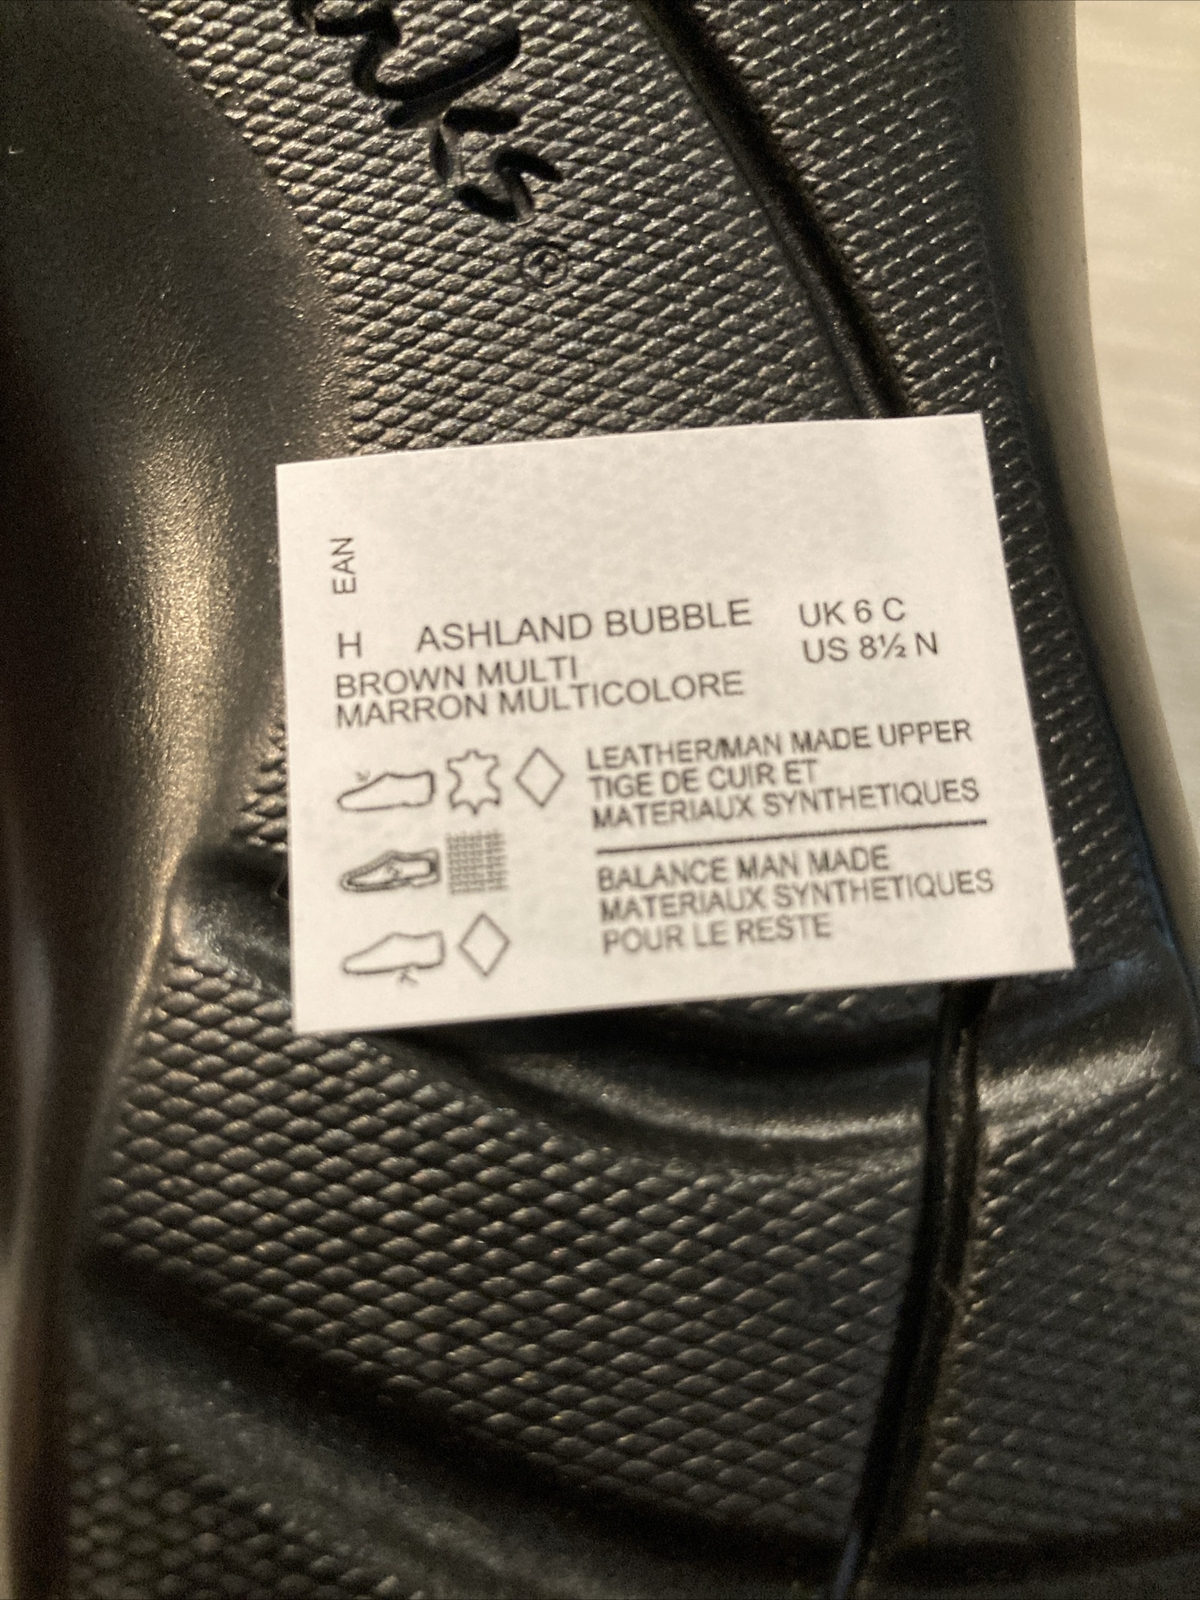 ®
EAN
H ASHLAND BUBBLE UK 6 C
US 8½ N
BROWN MULTI
MARRON MULTICOLORE
LEATHER/MAN MADE UPPER
TIGE DE CUIR ET
MATERIAUX SYNTHETIQUES
BALANCE MAN MADE
MATERIAUX SYNTHETIQUES
POUR LE RESTE